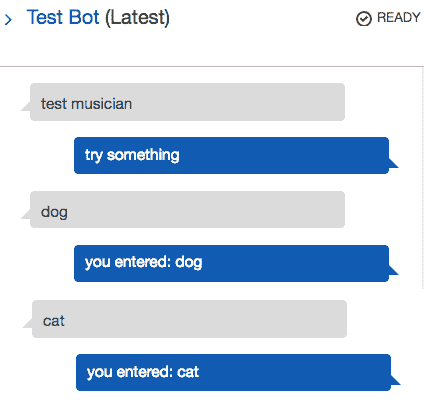 Test Bot (Latest)
READY
test musician
try something
dog
you entered: dog
cat
you entered: cat